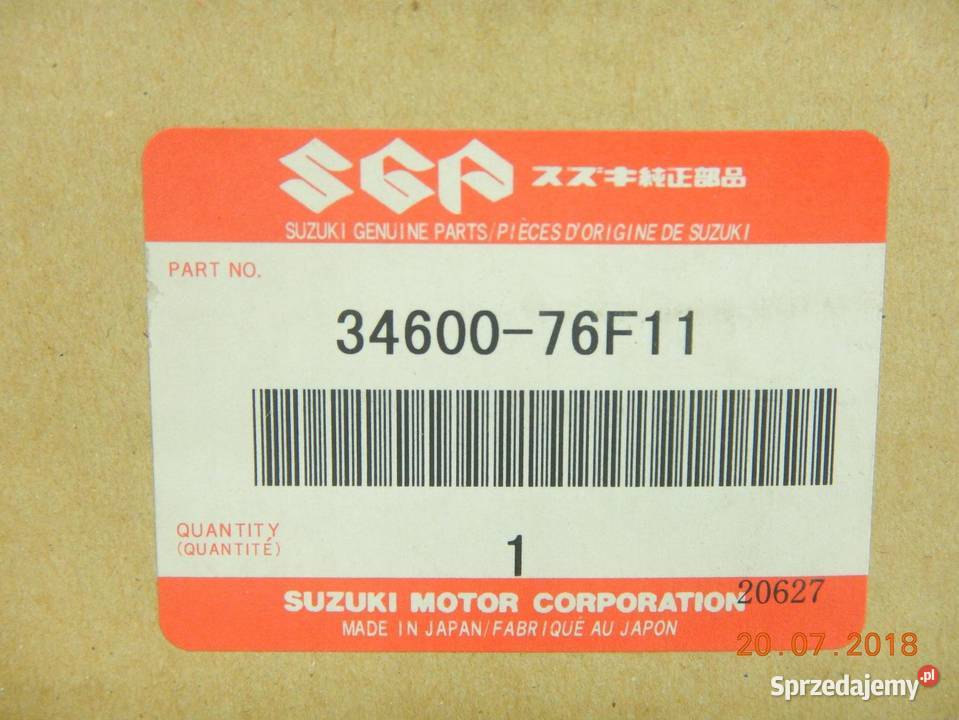 SGP スズキ純正部品
SUZUKI GENUINE PARTS/PIÈCES D'ORIGINE DE SUZUKI
PART NO.
34600-76F11
QUANTITY
(QUANTITÉ)
1
SUZUKI MOTOR CORPORATION 20627
MADE IN JAPAN/FABRIQUÉ AU JAPON
20.07.2018
Sprzedajemy.pl